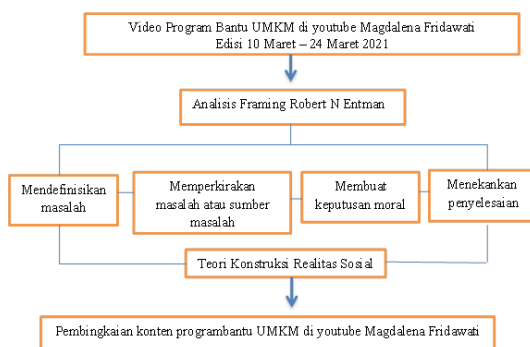 Video Program Bantu UMKM di youtube Magdalena Fridawati
Edisi 10 Maret – 24 Maret 2021
Analisis Framing Robert N Entman
Mendefinisikan
masalah
Memperkirakan
masalah atau sumber
masalah
Membuat
keputusan moral
Menekankan
penyelesaian
Teori Konstruksi Realitas Sosial
Pembingkaian konten programbantu UMKM di youtube Magdalena Fridawati